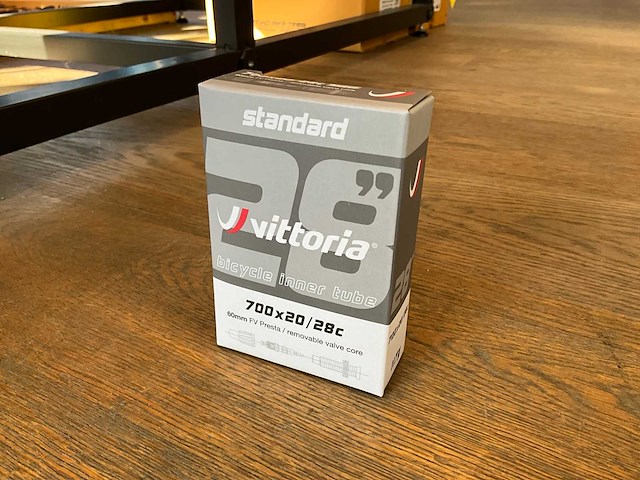 standard
28”
vittoria®
bicycle inner tube
700x20/28c
60mm FV Presta / removable valve core